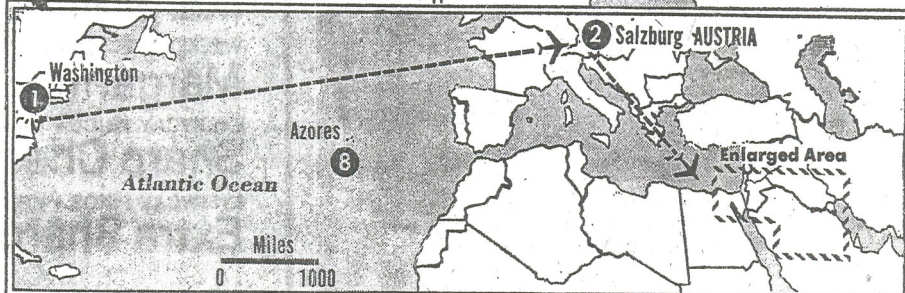 2 Salzburg AUSTRIA
Washington
1
Azores
8
Enlarged Area
Atlantic Ocean
Miles
0 1000